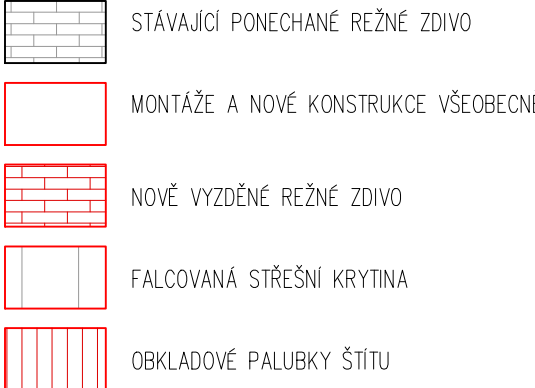 STÁVAJÍCÍ PONECHANÉ REŽNÉ ZDIVO
MONTÁŽE A NOVÉ KONSTRUKCE VŠEOBECNĚ
NOVĚ VYZDĚNÉ REŽNÉ ZDIVO
FALCOVANÁ STŘEŠNÍ KRYTINA
OBKLADOVÉ PALUBKY ŠTÍTU